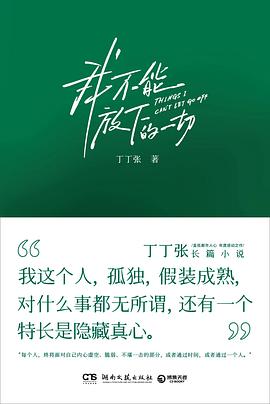 我不能
THINGS I
CAN'T LET GO OFF
放下
的一切
丁丁张 著
丁丁张
长篇小说
我这个人，孤独，假装成熟，
对什么事都无所谓，还有一个
特长是隐藏真心。
“每个人，终将面对自己内心虚空、脆弱、不堪一击的部分，或者通过时间，或者通过一个人。”
湖南文艺出版社
博集天卷
CS-BOOKY